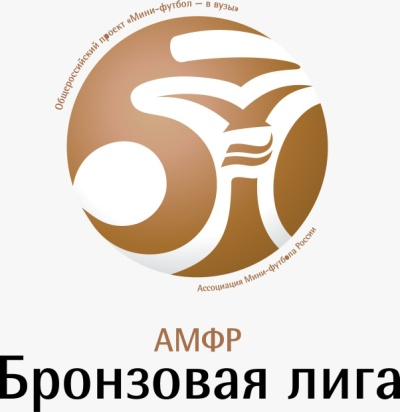 Общероссийский проект «Мини-футбол – в вузы»
Ассоциация Мини-футбола России
АМФР
Бронзовая лига